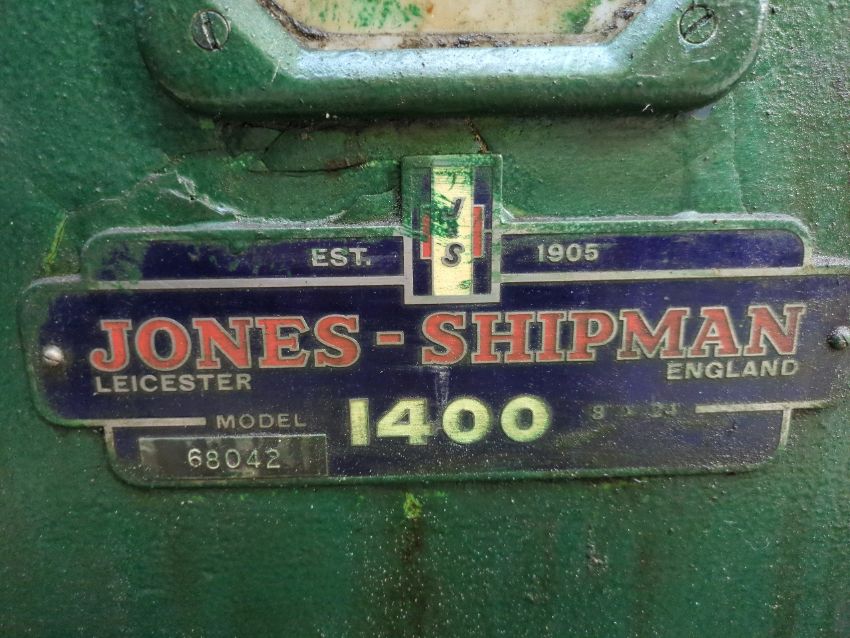 J
S
EST. 1905
JONES-SHIPMAN
LEICESTER ENGLAND
MODEL 1400
68042